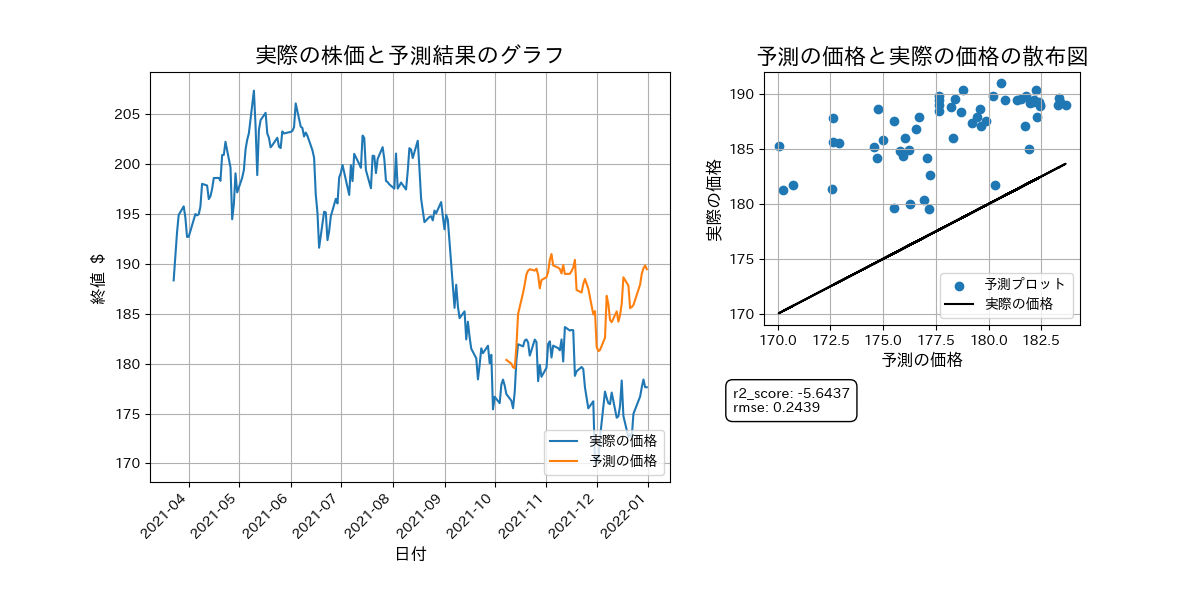 実際の株価と予測結果のグラフ
終値 $
205
200
195
190
185
180
175
170
2021-04
2021-05
2021-06
2021-07
2021-08
2021-09
2021-10
2021-11
2021-12
2022-01
日付
実際の価格
予測の価格
予測の価格と実際の価格の散布図
実際の価格
190
185
180
175
170
170.0
172.5
175.0
177.5
180.0
182.5
予測の価格
予測プロット
実際の価格
r2_score: -5.6437
rmse: 0.2439